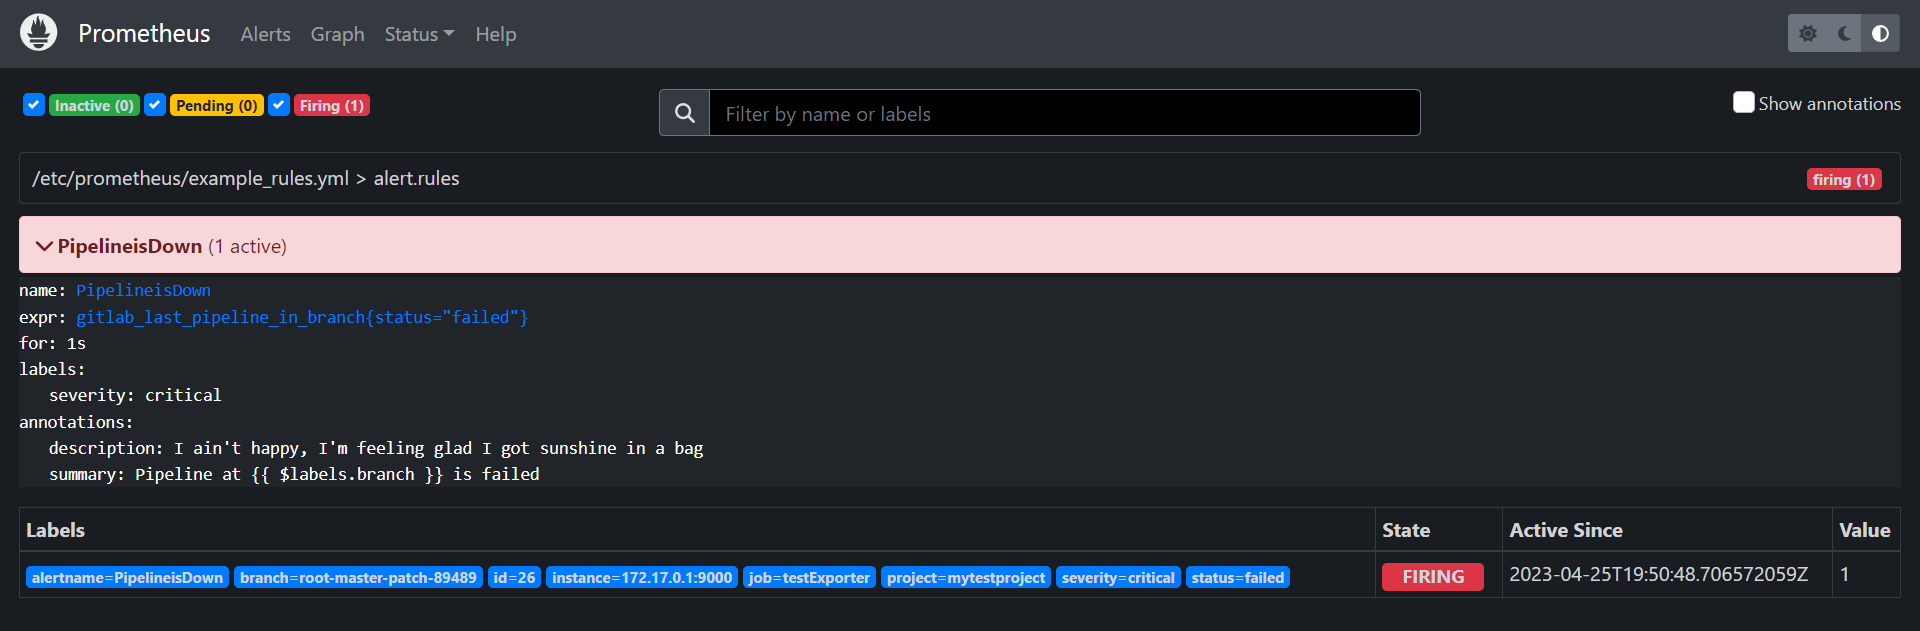 Prometheus Alerts Graph Status Help
Inactive (0) Pending (0) Firing (1) Filter by name or labels Show annotations
/etc/prometheus/example_rules.yml > alert.rules firing (1)
PipelineisDown (1 active)
name: PipelineisDown
expr: gitlab_last_pipeline_in_branch{status="failed"}
for: 1s
labels:
severity: critical
annotations:
description: I ain't happy, I'm feeling glad I got sunshine in a bag
summary: Pipeline at {{ $labels.branch }} is failed
Labels State Active Since Value
alertname=PipelineisDown branch=root-master-patch-89489 id=26 instance=172.17.0.1:9000 job=testExporter project=mytestproject severity=critical status=failed FIRING 2023-04-25T19:50:48.706572059Z 1